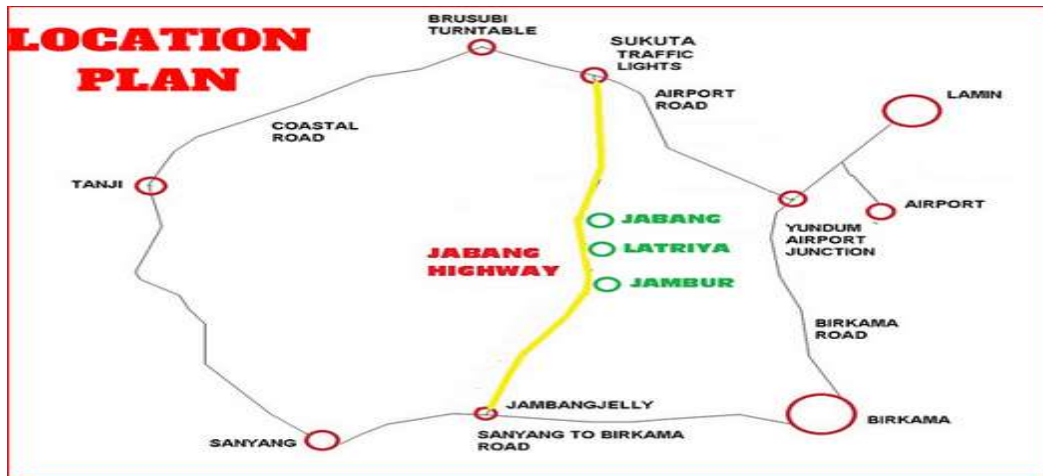 LOCATION
PLAN
BRUSUBI
TURNTABLE
SUKUTA
TRAFFIC
LIGHTS
AIRPORT
ROAD
LAMIN
COASTAL
ROAD
TANJI
AIRPORT
JABANG
YUNDUM
AIRPORT
JUNCTION
LATRIYA
JABANG
HIGHWAY
JAMBUR
BIRKAMA
ROAD
JAMBANGJELLY
BIRKAMA
SANYANG
SANYANG TO BIRKAMA
ROAD